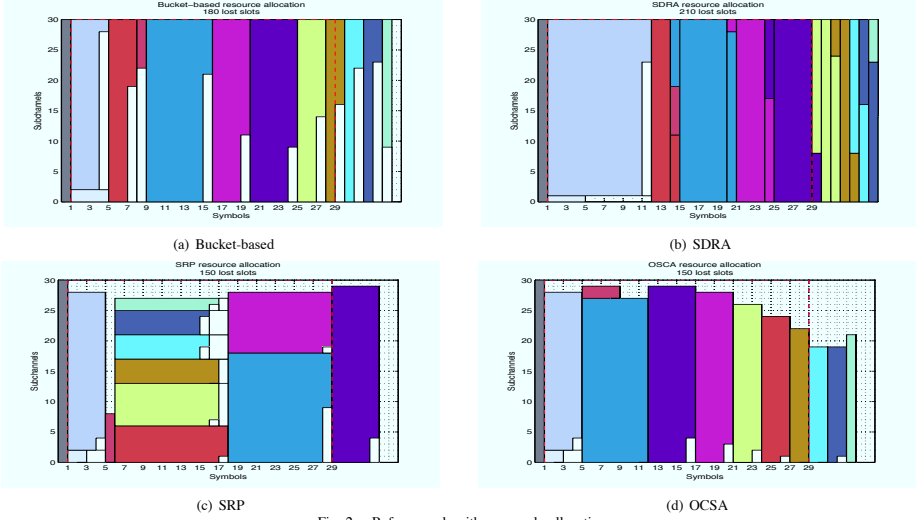 Bucket-based resource allocation
180 lost slots
30
25
20
15
10
5
0
Subchannels
1 3 5 7 9 11 13 15 17 19 21 23 25 27 29
Symbols
(a) Bucket-based
SDRA resource allocation
210 lost slots
30
25
20
15
10
5
0
Subchannels
1 3 5 7 9 11 13 15 17 19 21 23 25 27 29
Symbols
(b) SDRA
SRP resource allocation
150 lost slots
30
25
20
15
10
5
0
Subchannels
1 3 5 7 9 11 13 15 17 19 21 23 25 27 29
Symbols
(c) SRP
OSCA resource allocation
150 lost slots
30
25
20
15
10
5
0
Subchannels
1 3 5 7 9 11 13 15 17 19 21 23 25 27 29
Symbols
(d) OCSA